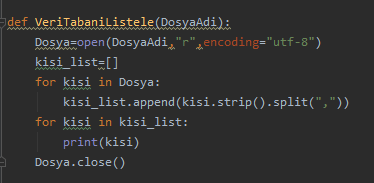 def VeriTabaniListele(DosyaAdi):
    Dosya=open(DosyaAdi,"r",encoding="utf-8")
    kisi_list=[]
    for kisi in Dosya:
        kisi_list.append(kisi.strip().split(","))
    for kisi in kisi_list:
        print(kisi)
    Dosya.close()